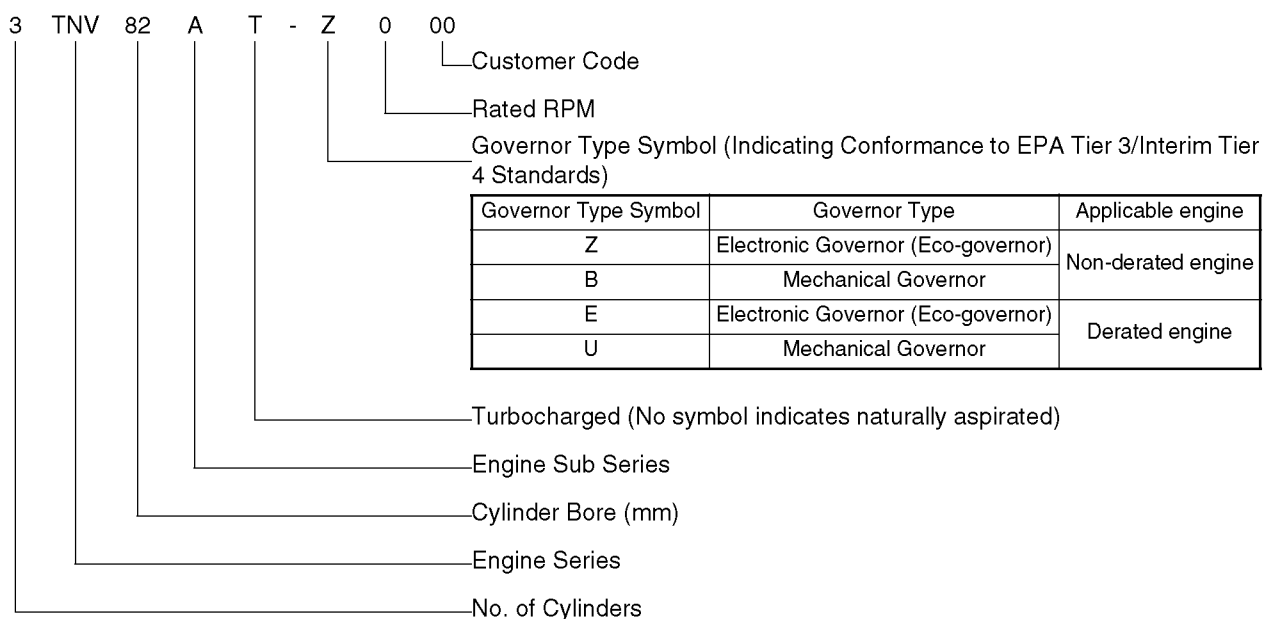 3 TNV 82 A T - Z 0 00
Customer Code
Rated RPM
Governor Type Symbol (Indicating Conformance to EPA Tier 3/Interim Tier
4 Standards)
Governor Type Symbol Governor Type Applicable engine
Z Electronic Governor (Eco-governor) Non-derated engine
B Mechanical Governor
E Electronic Governor (Eco-governor) Derated engine
U Mechanical Governor
Turbocharged (No symbol indicates naturally aspirated)
Engine Sub Series
Cylinder Bore (mm)
Engine Series
No. of Cylinders